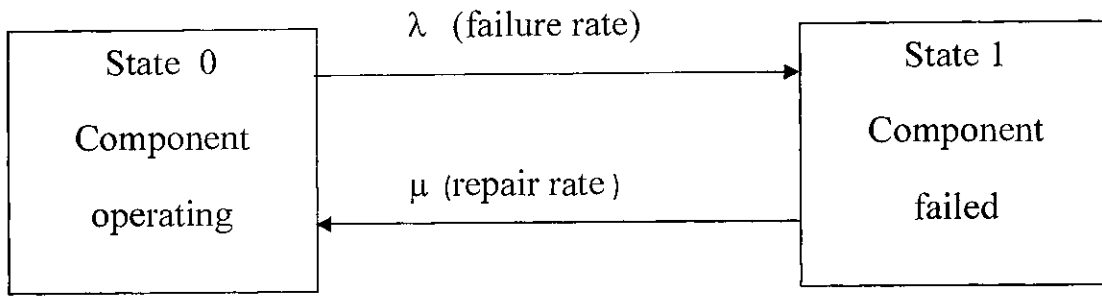 λ (failure rate)
State 0
Component
operating
State 1
Component
failed
μ (repair rate)